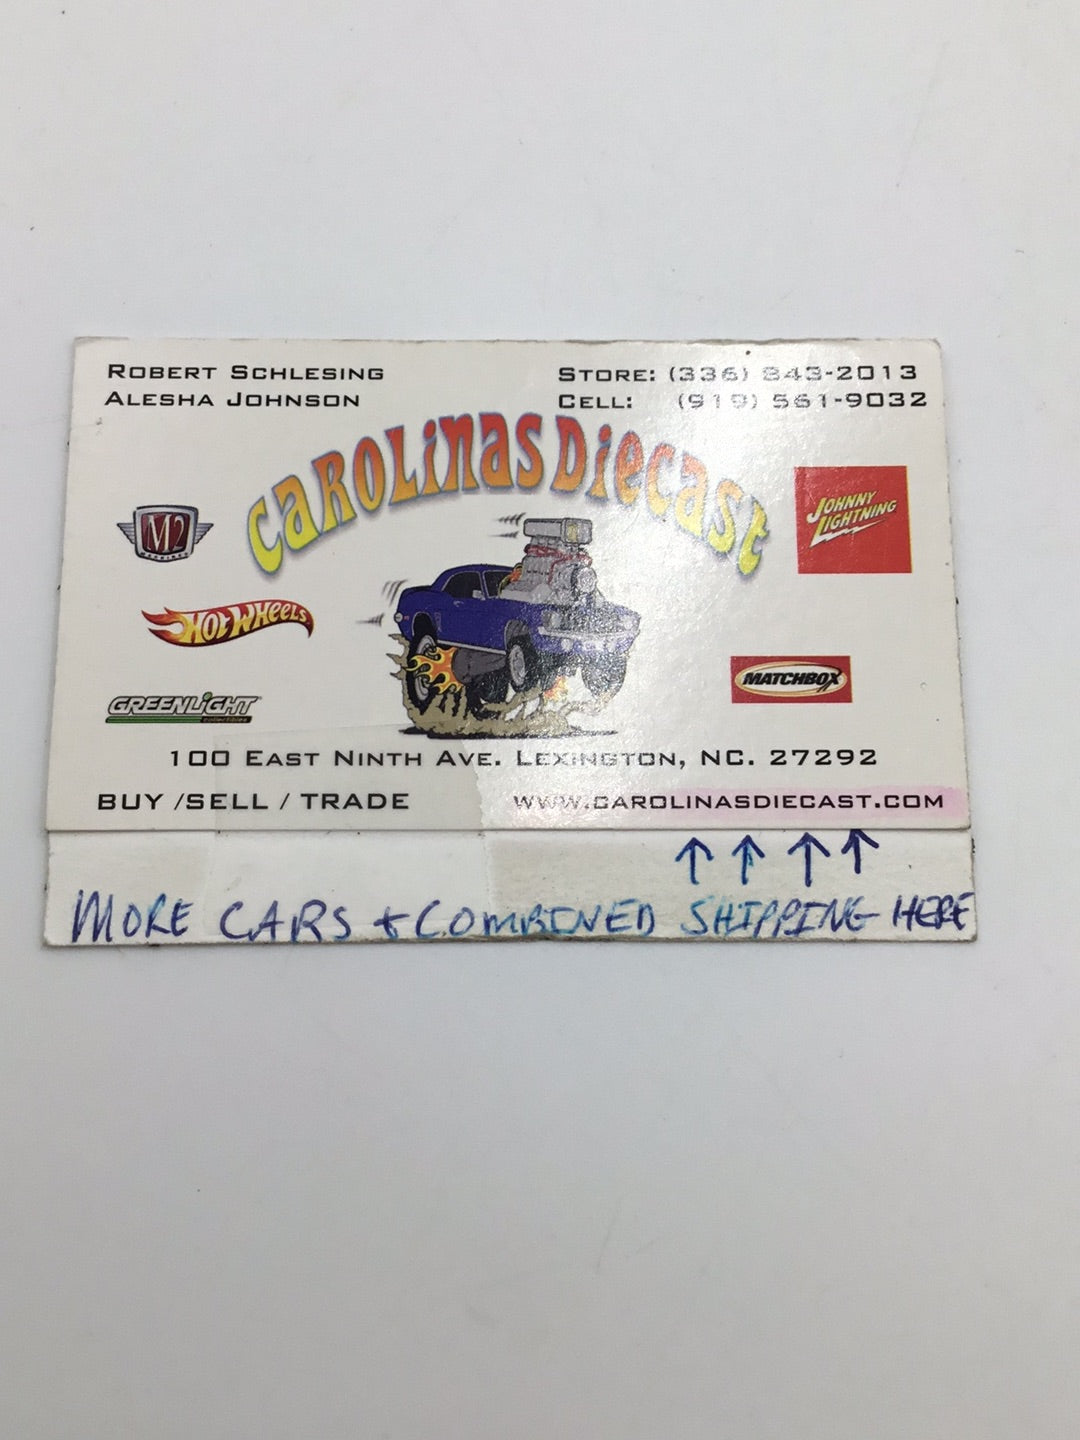 ROBERT SCHLESING
ALESHA JOHNSON
STORE: (336) 843-2013
CELL: (919) 561-9032
CAROLINAS DIECAST
M2
MACHINES
JOHNNY
LIGHTNING
HOT WHEELS
MATCHBOX
GREENLIGHT
collectibles
100 EAST NINTH AVE. LEXINGTON, NC. 27292
BUY /SELL / TRADE
WWW.CAROLINASDIECAST.COM
MORE CARS + COMBINED SHIPPING HERE